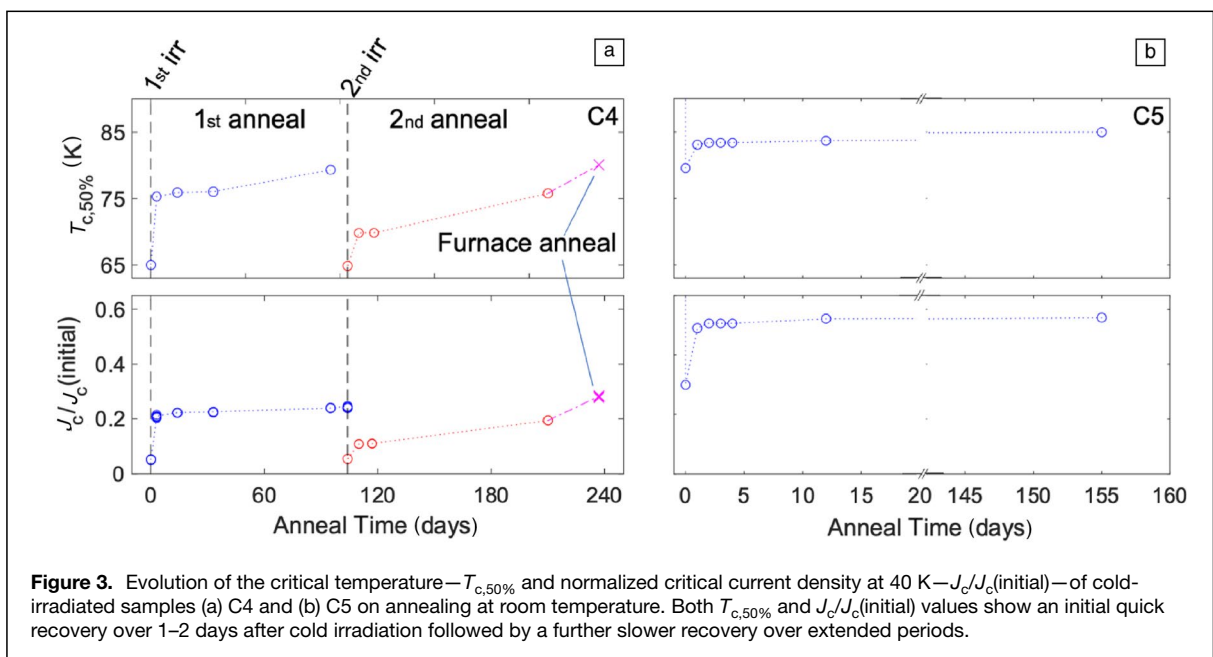 1st irr
2nd irr
a
b
1st anneal
2nd anneal
C4
C5
85
75
65
Tc,50% (K)
Furnace anneal
0.6
0.4
0.2
0
Jc/Jc(initial)
0 60 120 180 240
0 5 10 15 20 145 150 155 160
Anneal Time (days)
Anneal Time (days)
Figure 3. Evolution of the critical temperature—Tc,50% and normalized critical current density at 40 K—Jc/Jc(initial)—of cold-
irradiated samples (a) C4 and (b) C5 on annealing at room temperature. Both Tc,50% and Jc/Jc(initial) values show an initial quick
recovery over 1–2 days after cold irradiation followed by a further slower recovery over extended periods.